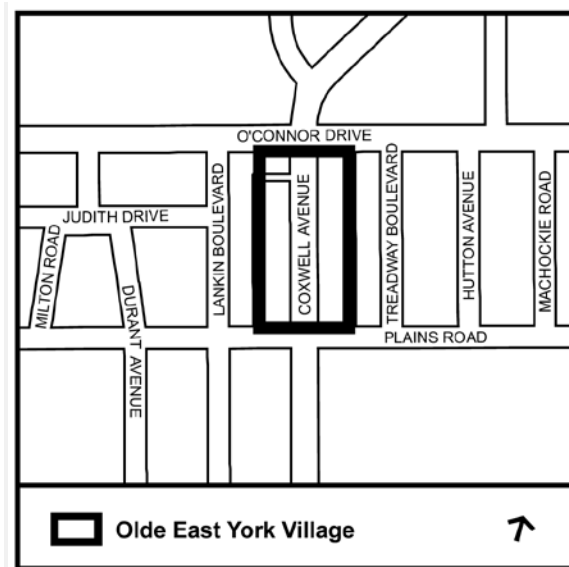 O'CONNOR DRIVE
JUDITH DRIVE
MILTON ROAD
DURANT AVENUE
LANKIN BOULEVARD
COXWELL AVENUE
TREADWAY BOULEVARD
HUTTON AVENUE
MACHOCKIE ROAD
PLAINS ROAD
Olde East York Village